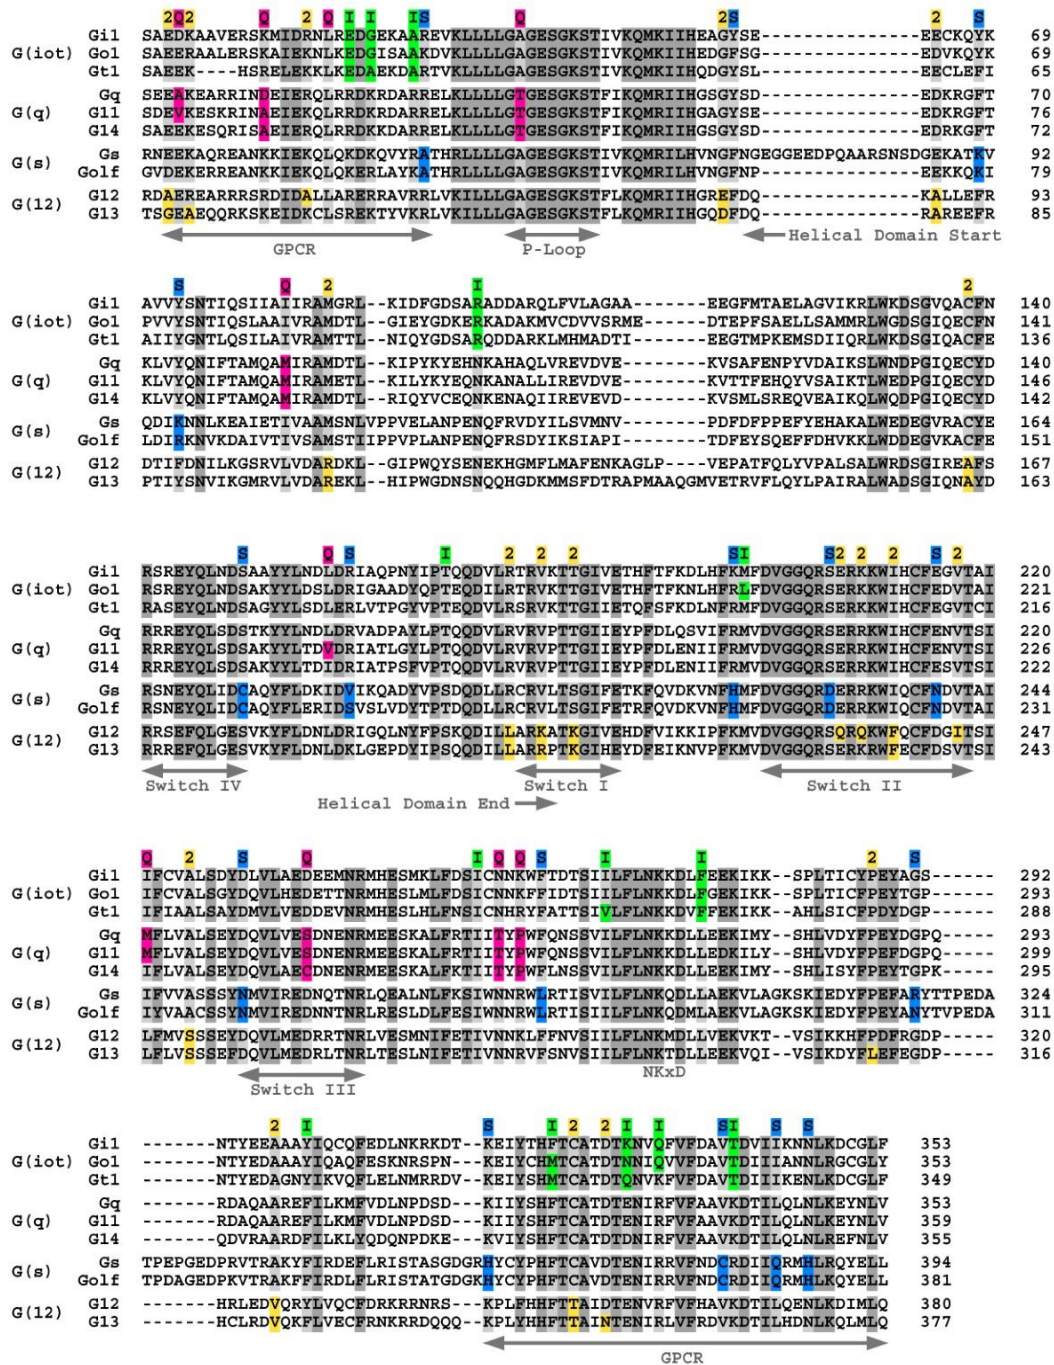 2 Q 2 Q 2 Q I I I S Q 2 S 2 S
Gi1 SAEDKAAVERSKMIDRNLREDGEKAAREVKLLLLGAGESGKSTIVKQMKIIHEAGYSE---------------EECKQYK 69
G(iot) Go1 SAEERAALERSKAIEKNLKEDGISAAKDVKLLLLGAGESGKSTIVKQMKIIHEDGFSG---------------EDVKQYK 69
Gt1 SAEEK----HSRELEKKLKEDAEKDARTVKLLLLGAGESGKSTIVKQMKIIHQDGYSL---------------EECLEFI 65
Gq SEEAKEARRINDEIERQLRRDKRDARRELKLLLLGTGESGKSTFIKQMRIIHGSGYSD---------------EDKRGFT 70
G(q) G11 SDEVKESKRINAEIEKQLRRDKRDARRELKLLLLGTGESGKSTFIKQMRIIHGAGYSE---------------EDKRGFT 76
G14 SAEEKESQRISAEIEKQLRRDKKDARRELKLLLLGTGESGKSTFIKQMRIIHGSGYSD---------------EDRKGFT 72
Gs RNEEKAQREANKKIEKQLQKDKQVYRATHRLLLLGAGESGKSTIVKQMRILHVNGFNGEGGEEDPQAARSNSDGEKATKV 92
G(s) Golf GVDEKERREANKKIEKQLQKERLAYKATHRLLLLGAGESGKSTIVKQMRILHVNGFNP---------------EEKKQKI 79
G12 RDAEREARRRSRDIDALLARERRAVRRLVKILLLGAGESGKSTFLKQMRIIHGREFDQ---------------KALLEFR 93
G(12) G13 TSGEAEQQRKSKEIDKCLSREKTYVKRLVKILLLGAGESGKSTFLKQMRIIHGQDFDQ---------------RAREEFR 85
GPCR P-Loop Helical Domain Start
S Q 2 I 2
Gi1 AVVYSNTIQSIIAIIRAMGRL--KIDFGDSARADDARQLFVLAGAA------EEGFMTAELAGVIKRLWKDSGVQACFN 140
G(iot) Go1 PVVYSNTIQSLAAIVRAMDTL--GIEYGDKERKADAKMVCDVVSRME-----DTEPFSAELLSAMMRLWGDSGIQECFN 141
Gt1 AIIYGNTLQSILAIVRAMTTL--NIQYGDSARQDDARKLMHMADTI------EEGTMPKEMSDIIQRLWKDSGIQACFE 137
Gq KLVYQNIFTAMQAMIRAMDTL--KIPYKYEHNKAHAQLVREVDVE-------KVSAFENPYVDAIKSLWNDPGIQECYD 140
G(q) G11 KLVYQNIFTAMQAMIRAMETL--KILYKYEQNKANALLIREVDVE-------KVTTFEHQYVSAIKTLWEDPGIQECYD 146
G14 KLVYQNIFTAMQAMIRAMDTL--RIQYVCEQNKENAQIIREVEVD-------KVSMLSREQVEAIKQLWQDPGIQECYD 142
Gs QDIKNNLKEAIETIVAAMSNLVPPVELANPENQFRVDYILSVMNV-------PDFDFPPEFYEHAKALWEDEGVRACYE 164
G(s) Golf LDIRKNVKDAIVTIVSAMSTIIPPVPLANPENQFRSDYIKSIAPI-------TDFEYSQEFFDHVKKLWDDEGVKACFE 151
G12 DTIFDNILKGSRVLVDARDKL--GIPWQYSENEKHGMFLMAFENKAGLP---VEPATFQLYVPALSALWRDSGIREAFS 167
G(12) G13 PTIYSNVIKGMRVLVDAREKL--HIPWGDNSNQQHGDKMMSFDTRAPMAAQGMVETRVFLQYLPAIRALWADSGIQNAYD 163
S Q S I 2 2 2 S I S 2 2 2 S 2
Gi1 RSREYQLNDSAAYYLNDLDRIAQPNYIPTQQDVLRTRVKTTGIVETHFTFKDLHFKMFDVGGQRSERKKWIHCFEGVTAI 220
G(iot) Go1 RSREYQLNDSAKYYLDSLDRIGAADYQPTEQDILRTRVKTTGIVETHFTFKNLHFRLFDVGGQRSERKKWIHCFEDVTAI 221
Gt1 RASEYQLNDSAGYYLSDLERLVTPGYVPTEQDVLRSRVKTTGIIETQFSFKDLNFRMFDVGGQRSERKKWIHCFEGVTCI 216
Gq RRREYQLSDSTKYYLNDLDRVADPAYLPTQQDVLRVRVPTTGIIEYPFDLQSVIFRMVDVGGQRSERRKWIHCFENVTSI 220
G(q) G11 RRREYQLSDSAKYYLTDVDRIATLGYLPTQQDVLRVRVPTTGIIEYPFDLENIIFRMVDVGGQRSERRKWIHCFENVTSI 226
G14 RRREYQLSDSAKYYLTDIDRIATPSFVPTQQDVLRVRVPTTGIIEYPFDLENIIFRMVDVGGQRSERRKWIHCFESVTSI 222
Gs RSNEYQLIDCAQYFLDKIDVIKQADYVPSDQDLLRCRVLTSGIFETKFQVDKVNFHMFDVGGQRDERRKWIQCFNDVTAI 244
G(s) Golf RSNEYQLIDCAQYFLERIDSVSLVDYTPTDQDLLRCRVLTSGIFETRFQVDKVNFHMFDVGGQRDERRKWIQCFNDVTAI 231
G12 RRSEFQLGESVKYFLDNLDRIGQLNYFPSKQDILLARKATKGIVEHDFVIKKIPFKMVDVGGQRSQRQKWFQCFDGITSI 247
G(12) G13 RRREFQLGESVKYFLDNLDKLGEPDYIPSQQDILLARRPTKGIHEYDFEIKNVPFKMVDVGGQRSERKRWFECFDSVTSI 243
Switch IV Helical Domain End Switch I Switch II
Q 2 S Q I Q Q S I I 2 S
Gi1 IFCVALSDYDLVLAEDEEMNRMHESMKLFDSICNNKWFTDTSIILFLNKKDLFEEKIKK--SPLTICYPEYAGS------ 292
G(iot) Go1 IFCVALSGYDQVLHEDETTNRMHESLMLFDSICNNKFFIDTSIILFLNKKDLFGEKIKK--SPLTICFPEYTGP------ 293
Gt1 IFIAALSAYDMVLVEDDEVNRMHESLHLFNSICNHRYFATTSIVLFLNKKDVFFEKIKK--AHLSICFPDYDGP------ 288
Gq MFLVALSEYDQVLVESDNENRMEESKALFRTIITYPWFQNSSVILFLNKKDLLEEKIMY--SHLVDYFPEYDGPQ----- 293
G(q) G11 MFLVALSEYDQVLVESDNENRMEESKALFRTIITYPWFQNSSVILFLNKKDLLEDKILY--SHLVDYFPEYDGPQ----- 299
G14 IFLVALSEYDQVLAECDNENRMEESKALFKTIITYPWFLNSSVILFLNKKDLLEEKIMY--SHLISYFPEYTGPK----- 295
Gs IFVVASSSYNMVIREDNQTNRLQEALNLFKSIWNNRWLRTISVILFLNKQDLLAEKVLAGKSKIEDYFPEFARYTTPEDA 324
G(s) Golf IYVAACSSYNMVIREDNNTNRLRESLDLFESIWNNRWLRTISIILFLNKQDMLAEKVLAGKSKIEDYFPEYANYTVPEDA 311
G12 LFMVSSSEYDQVLMEDRRTNRLVESMNIFETIVNNKLFFNVSIILFLNKMDLLVEKVKT--VSIKKHFPDFRGDP----- 320
G(12) G13 LFLVSSSEFDQVLMEDRLTNRLTESLNIFETIVNNRVFSNVSIILFLNKTDLLEEKVQI--VSIKDYFLEFEGDP----- 316
Switch III NKxD
2 I S I 2 2 I I S I S S
Gi1 -------NTYEEAAAYIQCQFEDLNKRKDT--KEIYTHFTCATDTKNVQFVFDAVTDVIIKNNLKDCGLF 353
G(iot) Go1 -------NTYEDAAAYIQAQFESKNRSPN---KEIYCHMTCATDTNNIQVVFDAVTDIIIANNLRGCGLY 353
Gt1 -------NTYEDAGNYIKVQFLELNMRRDV--KEIYSHMTCATDTQNVKFVFDAVTDIIIKENLKDCGLF 349
Gq -------RDAQAAREFILKMFVDLNPDSD---KIIYSHFTCATDTENIRFVFAAVKDTILQLNLKEYNLV 353
G(q) G11 -------RDAQAAREFILKMFVDLNPDSD---KIIYSHFTCATDTENIRFVFAAVKDTILQLNLKEYNLV 359
G14 -------QDVRAARDFILKLYQDQNPDKE---KVIYSHFTCATDTENIRFVFAAVKDTILQLNLREFNLV 355
Gs TPEPGEDPRVTRAKYFIRDEFLRISTASGDGRHYCYPHFTCAVDTENIRRVFNDCRDIIQRMHLRQYELL 394
G(s) Golf TPDAGEDPKVTRAKFFIRDLFLRISTATGDGKHYCYPHFTCAVDTENIRRVFNDCRDIIQRMHLKQYELL 381
G12 -------HRLEDVQRYLVQCFDRKRRNRS---KPLFHHFTTAIDTENVRFVFHAVKDTILQENLKDIMLQ 380
G(12) G13 -------HCLRDVQKFLVECFRNKRRDQQQ--KPLYHHFTTAINTENIRLVFRDVKDTILHDNLKQLMLQ 377
GPCR